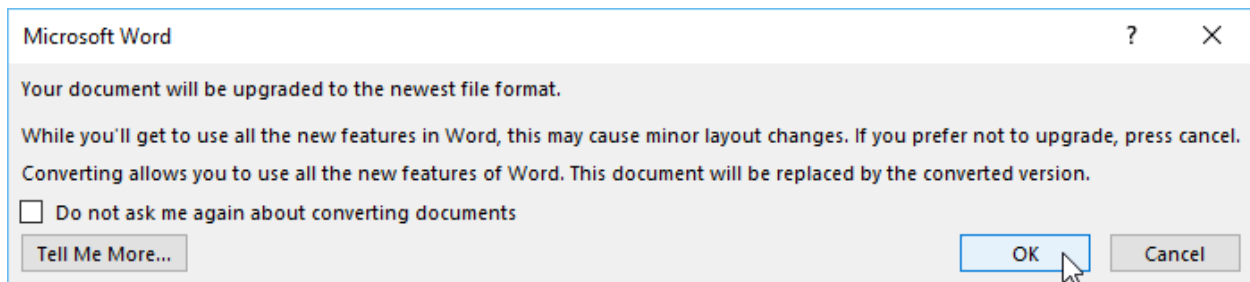 Microsoft Word
?
Your document will be upgraded to the newest file format.
While you'll get to use all the new features in Word, this may cause minor layout changes. If you prefer not to upgrade, press cancel.
Converting allows you to use all the new features of Word. This document will be replaced by the converted version.
Do not ask me again about converting documents
Tell Me More... OK Cancel